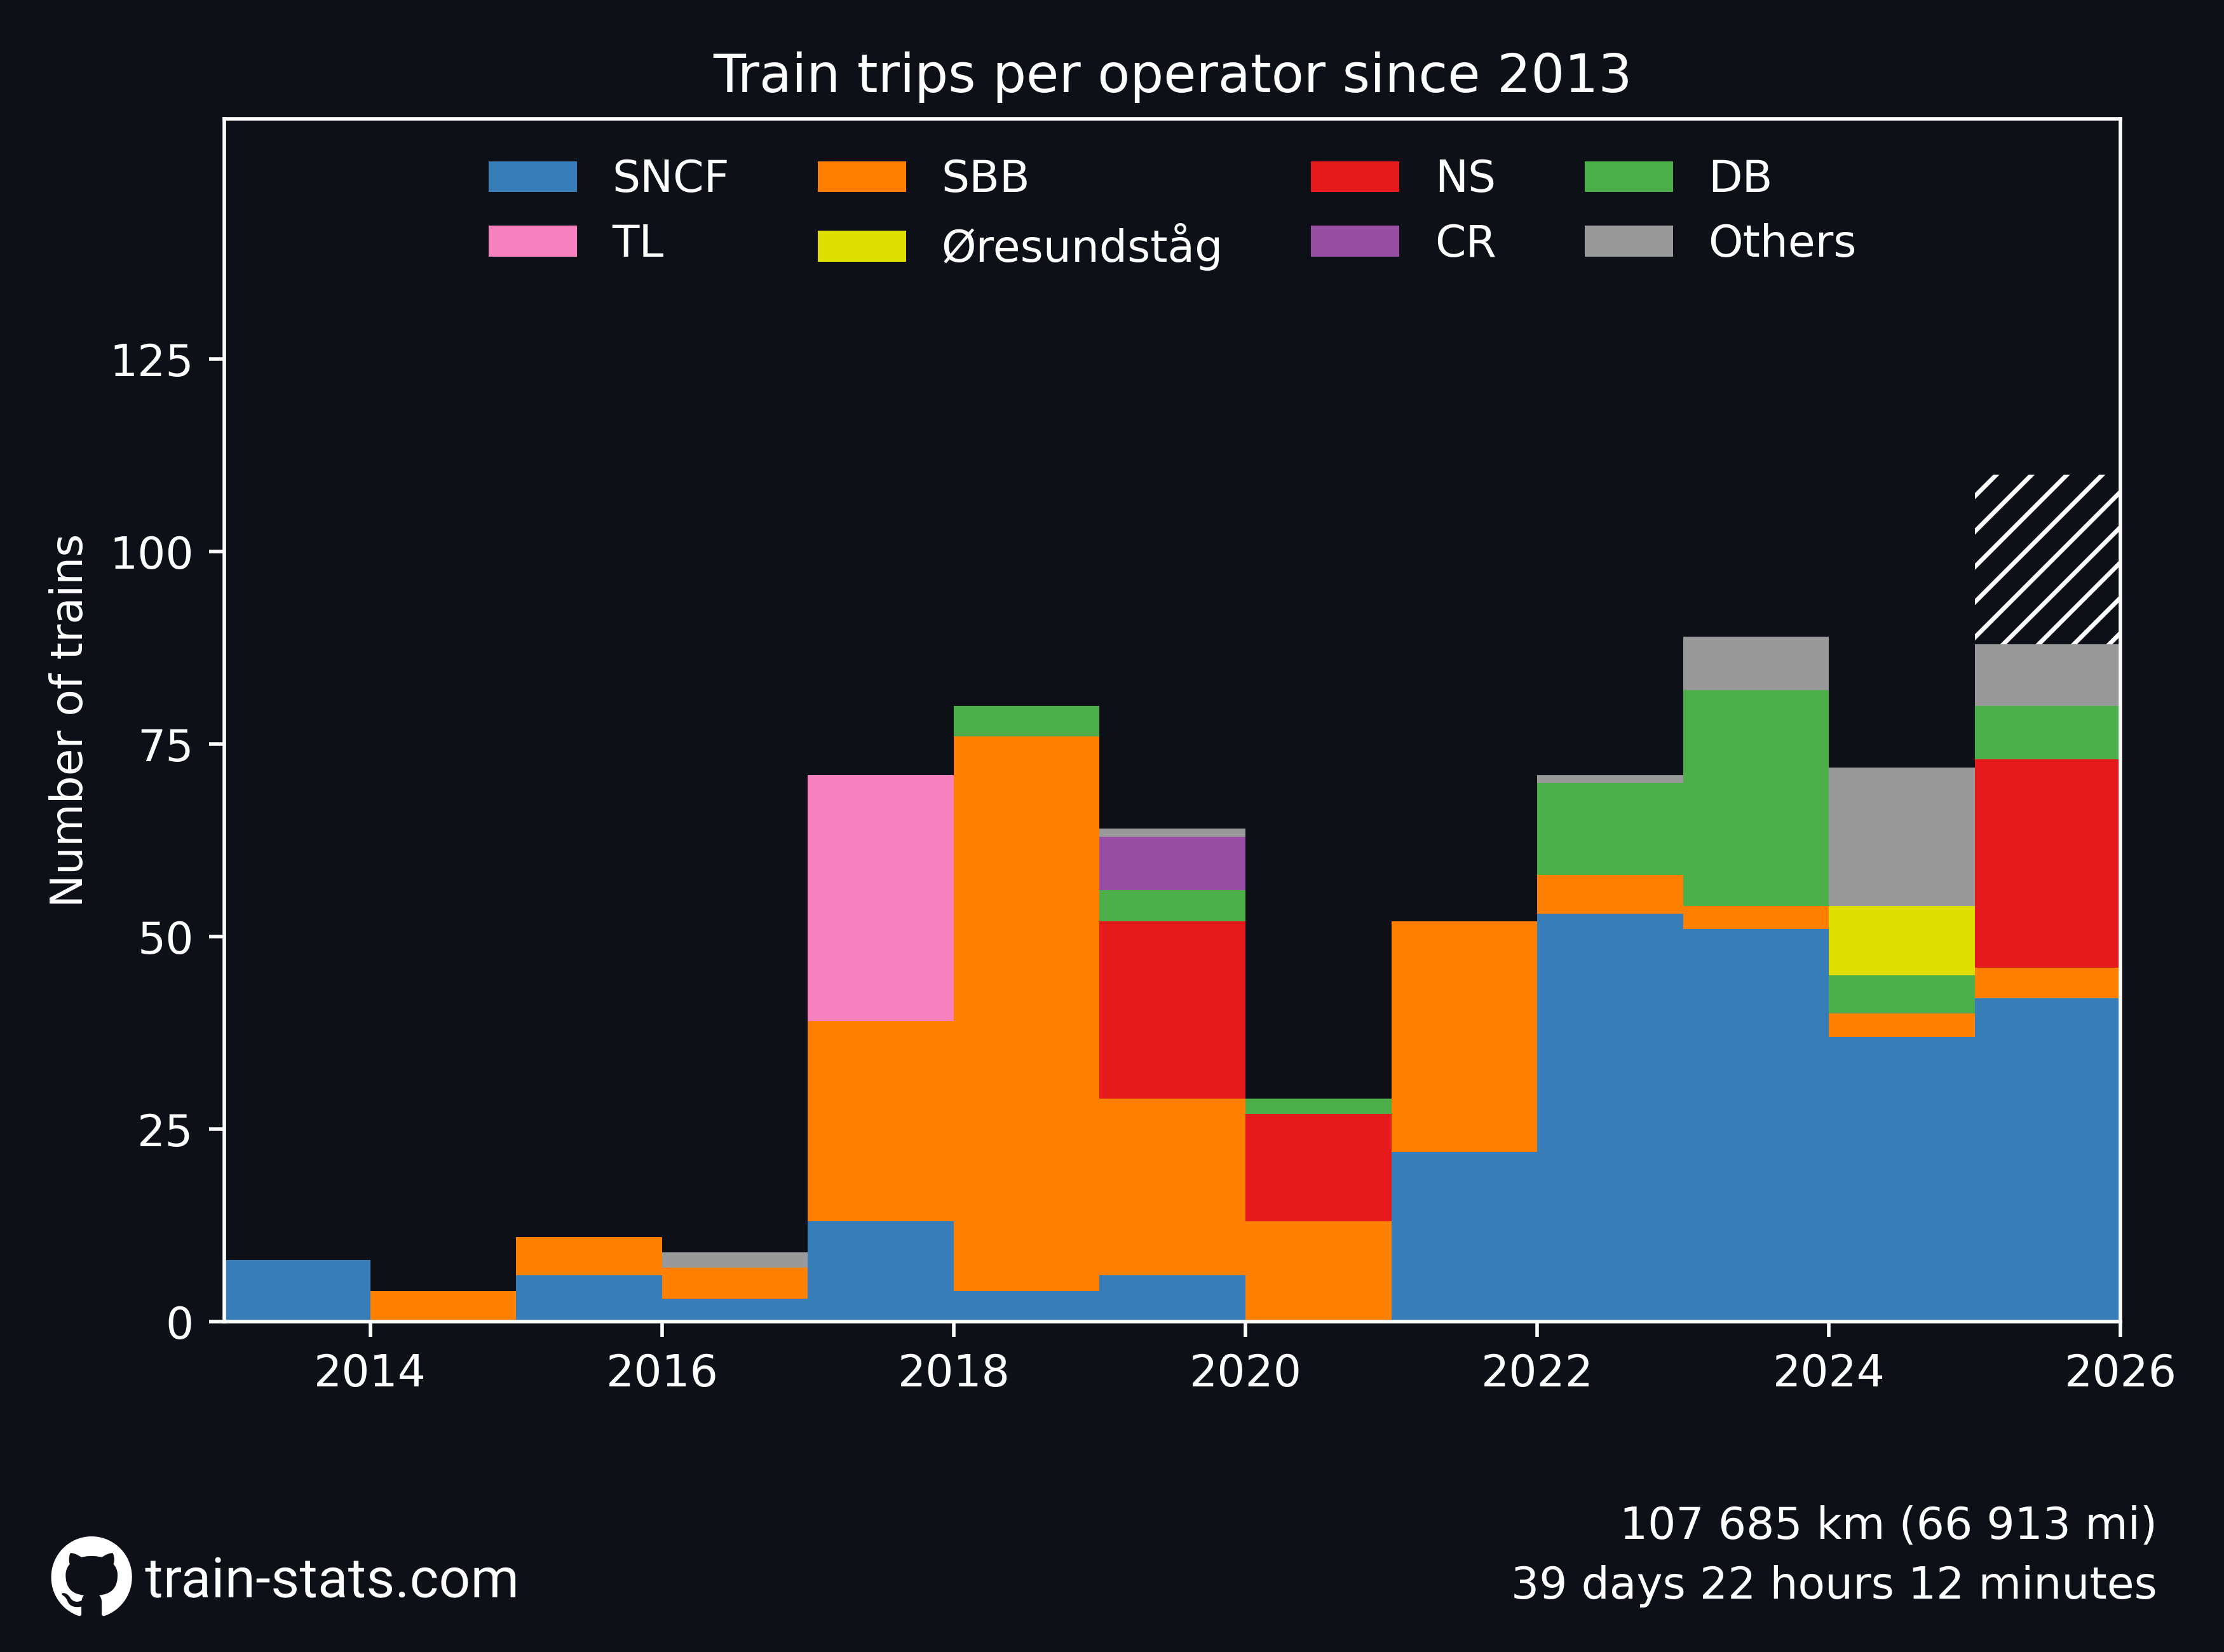 Train trips per operator since 2013
SNCF SBB NS DB
TL Øresundståg CR Others
Number of trains
125
100
75
50
25
0
2014 2016 2018 2020 2022 2024 2026
107 685 km (66 913 mi)
39 days 22 hours 12 minutes
train-stats.com